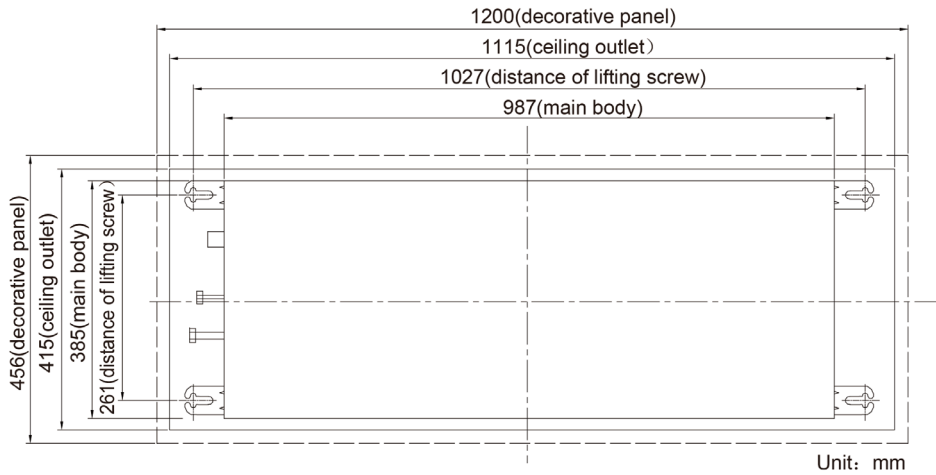 1200(decorative panel)
1115(ceiling outlet）
1027(distance of lifting screw)
987(main body)
456(decorative panel)
415(ceiling outlet)
385(main body)
261(distance of lifting screw）
Unit：mm